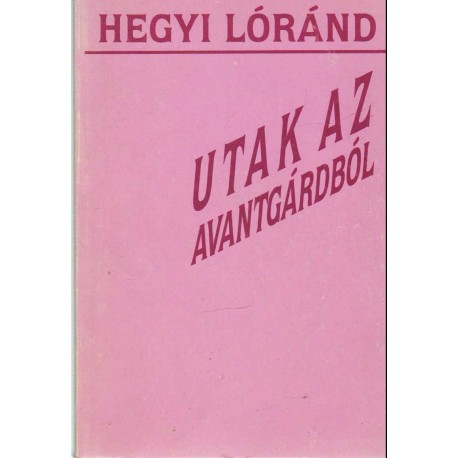 HEGYI LÓRÁND
UTAK AZ
AVANTGÁRDBÓL